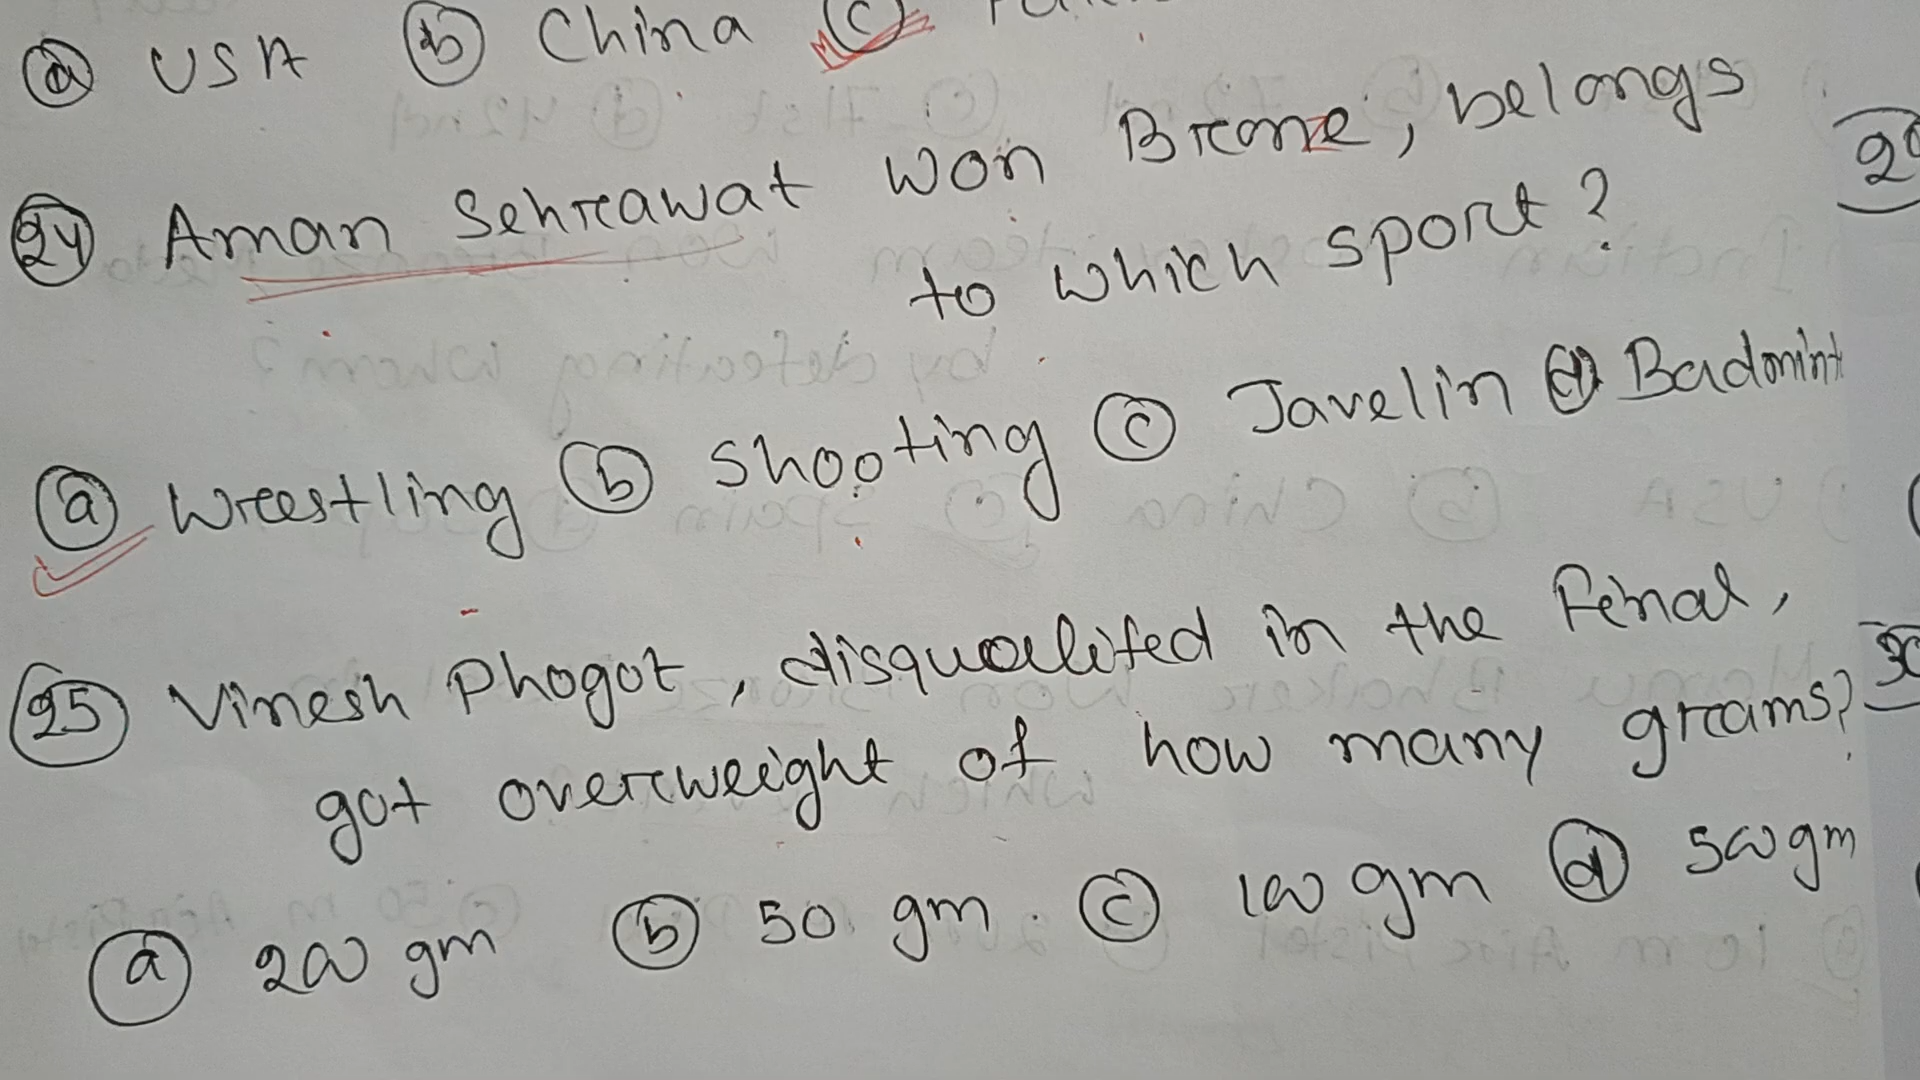 a USA b China c
24 Aman Sehrawat won Bronze, belongs
to which sport?
a Wrestling b Shooting c Javelin d Badmint
25 Vinesh Phogot, disqualifed in the Final,
got overweight of how many grams?
a 200 gm b 50 gm. c 100 gm d 500 gm